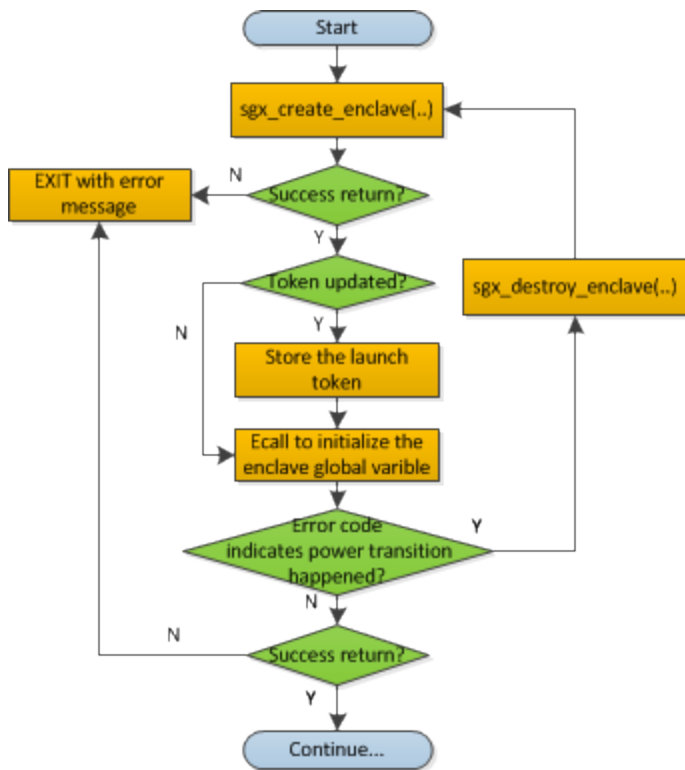 Start
sgx_create_enclave(..)
EXIT with error
message
N
Success return?
Y
Token updated?
sgx_destroy_enclave(..)
N
Y
Store the launch
token
Ecall to initialize the
enclave global varible
Error code
indicates power transition
happened?
Y
N
N
Success return?
Y
Continue...